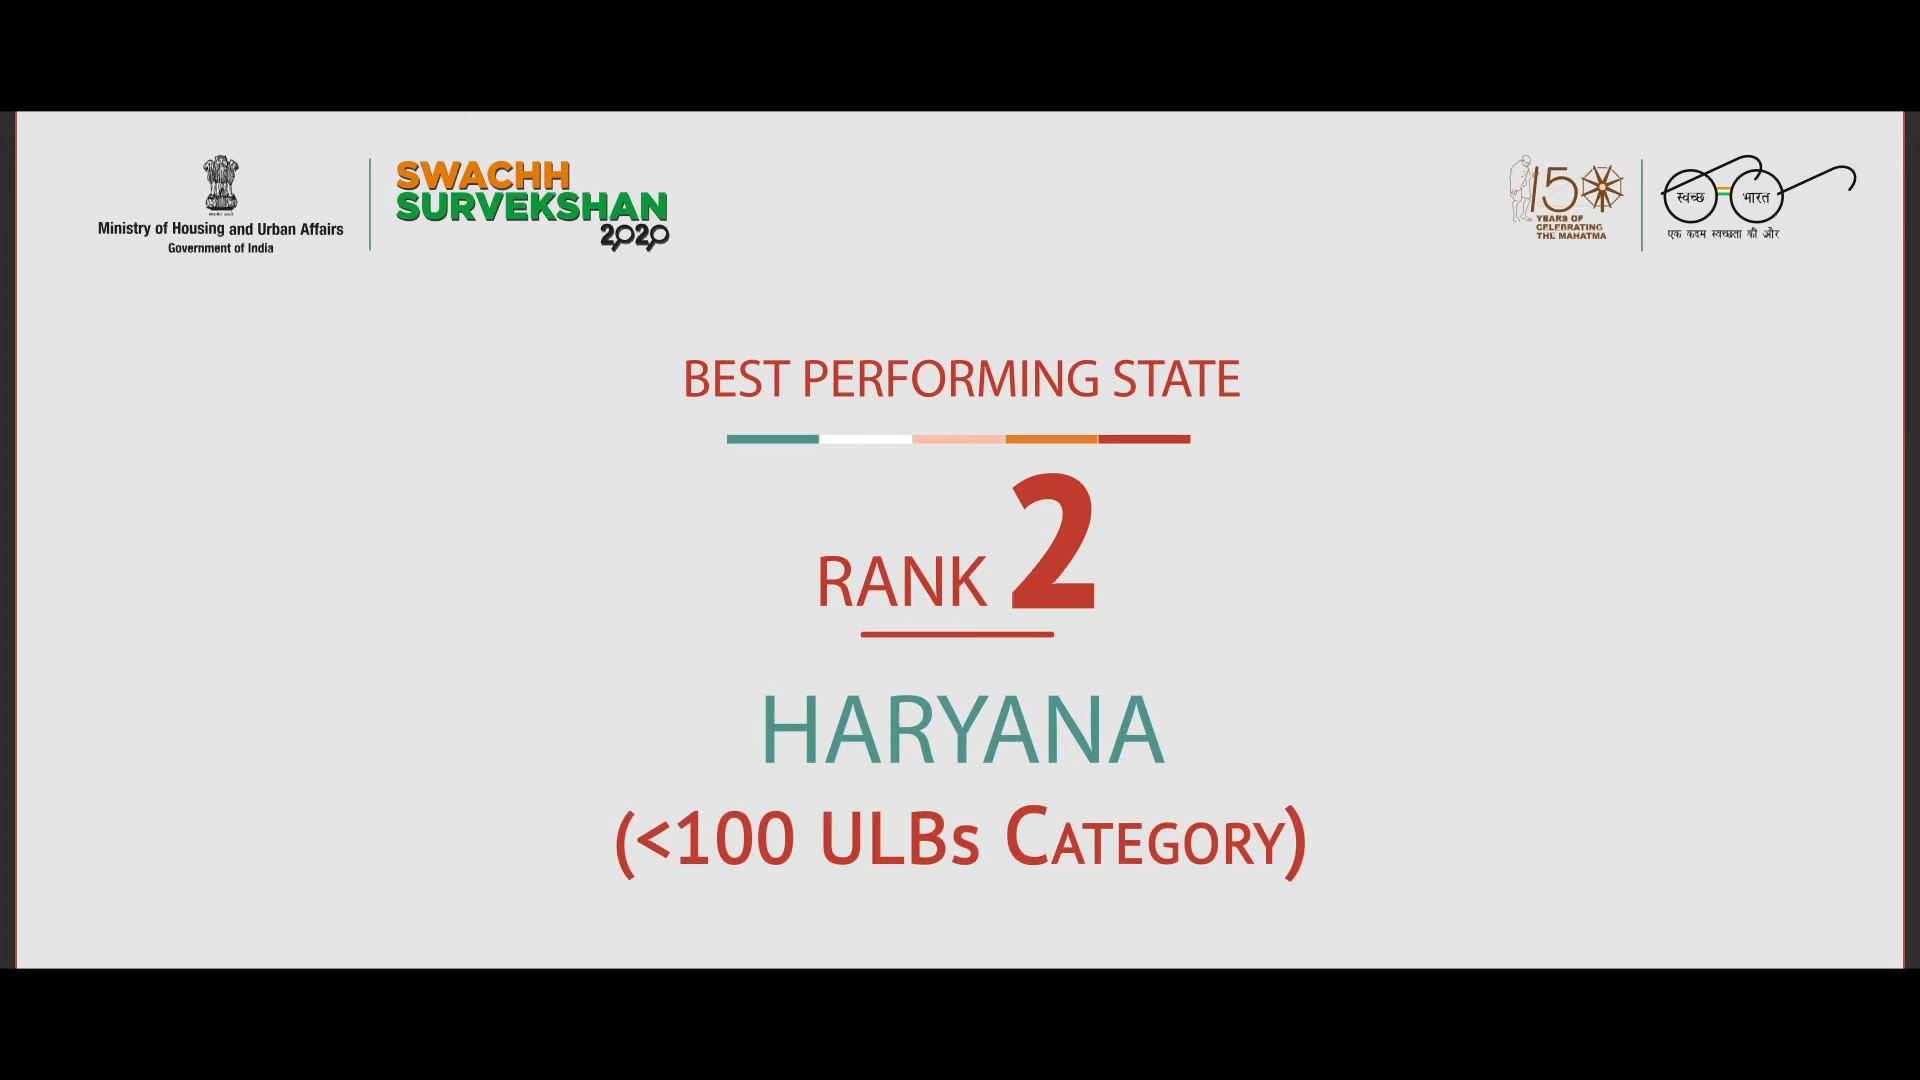 Ministry of Housing and Urban Affairs
Government of India
SWACHH
SURVEKSHAN
2020
150
YEARS OF
CELEBRATING
THE MAHATMA
स्वच्छ भारत
एक कदम स्वच्छता की ओर
BEST PERFORMING STATE
RANK 2
HARYANA
(<100 ULBs CATEGORY)